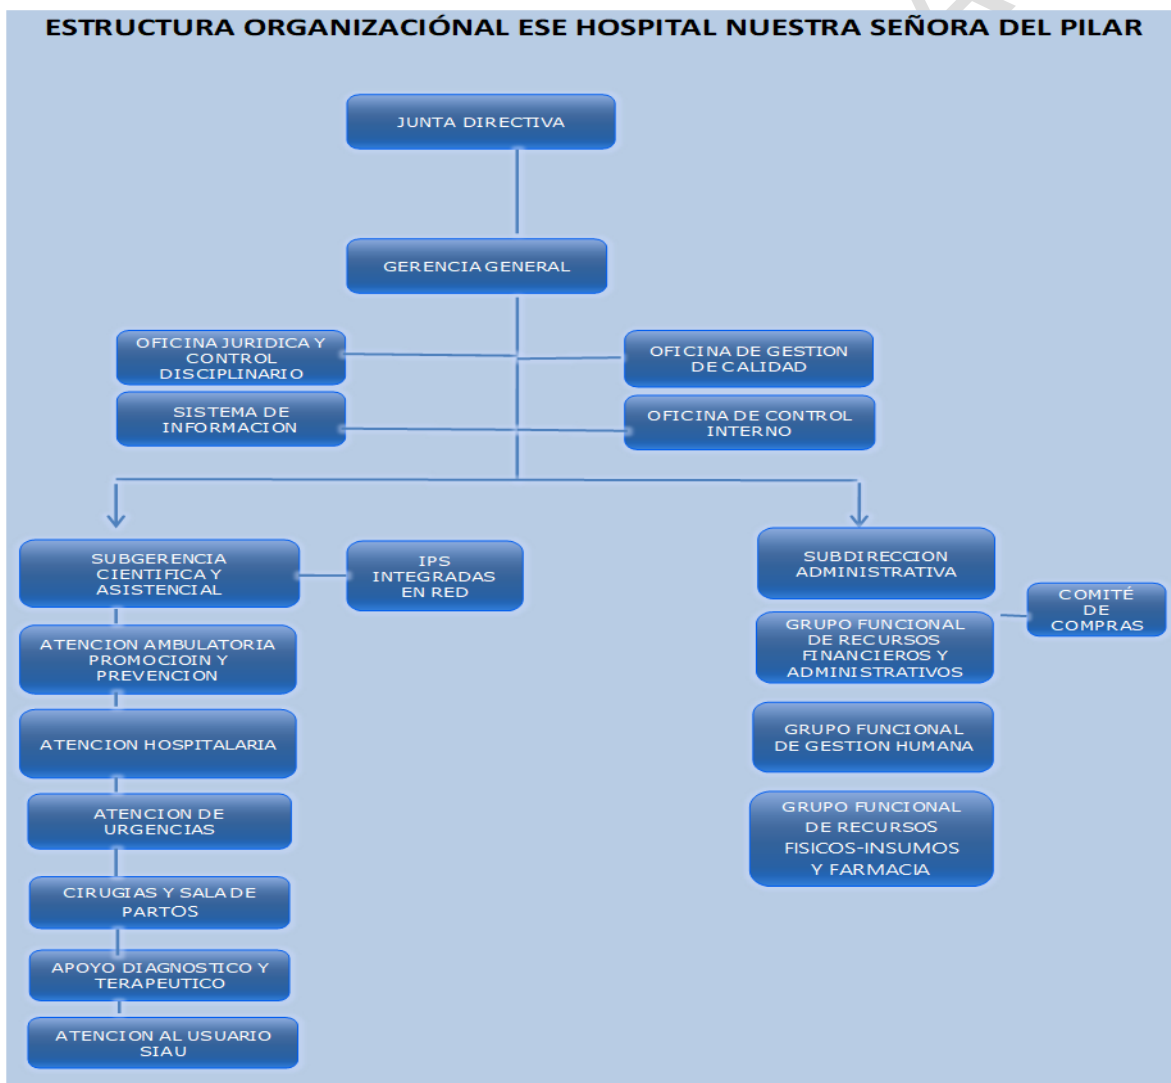 ESTRUCTURA ORGANIZACIÓNAL ESE HOSPITAL NUESTRA SEÑORA DEL PILAR
JUNTA DIRECTIVA
GERENCIA GENERAL
OFICINA JURIDICA Y
CONTROL
DISCIPLINARIO
OFICINA DE GESTION
DE CALIDAD
SISTEMA DE
INFORMACION
OFICINA DE CONTROL
INTERNO
SUBGERENCIA
CIENTIFICA Y
ASISTENCIAL
IPS
INTEGRADAS
EN RED
SUBDIRECCION
ADMINISTRATIVA
COMITÉ
DE
COMPRAS
ATENCION AMBULATORIA
PROMOCIOIN Y
PREVENCION
GRUPO FUNCIONAL
DE RECURSOS
FINANCIEROS Y
ADMINISTRATIVOS
ATENCION HOSPITALARIA
GRUPO FUNCIONAL
DE GESTION HUMANA
ATENCION DE
URGENCIAS
GRUPO FUNCIONAL
DE RECURSOS
FISICOS-INSUMOS
Y FARMACIA
CIRUGIAS Y SALA DE
PARTOS
APOYO DIAGNOSTICO Y
TERAPEUTICO
ATENCION AL USUARIO
SIAU